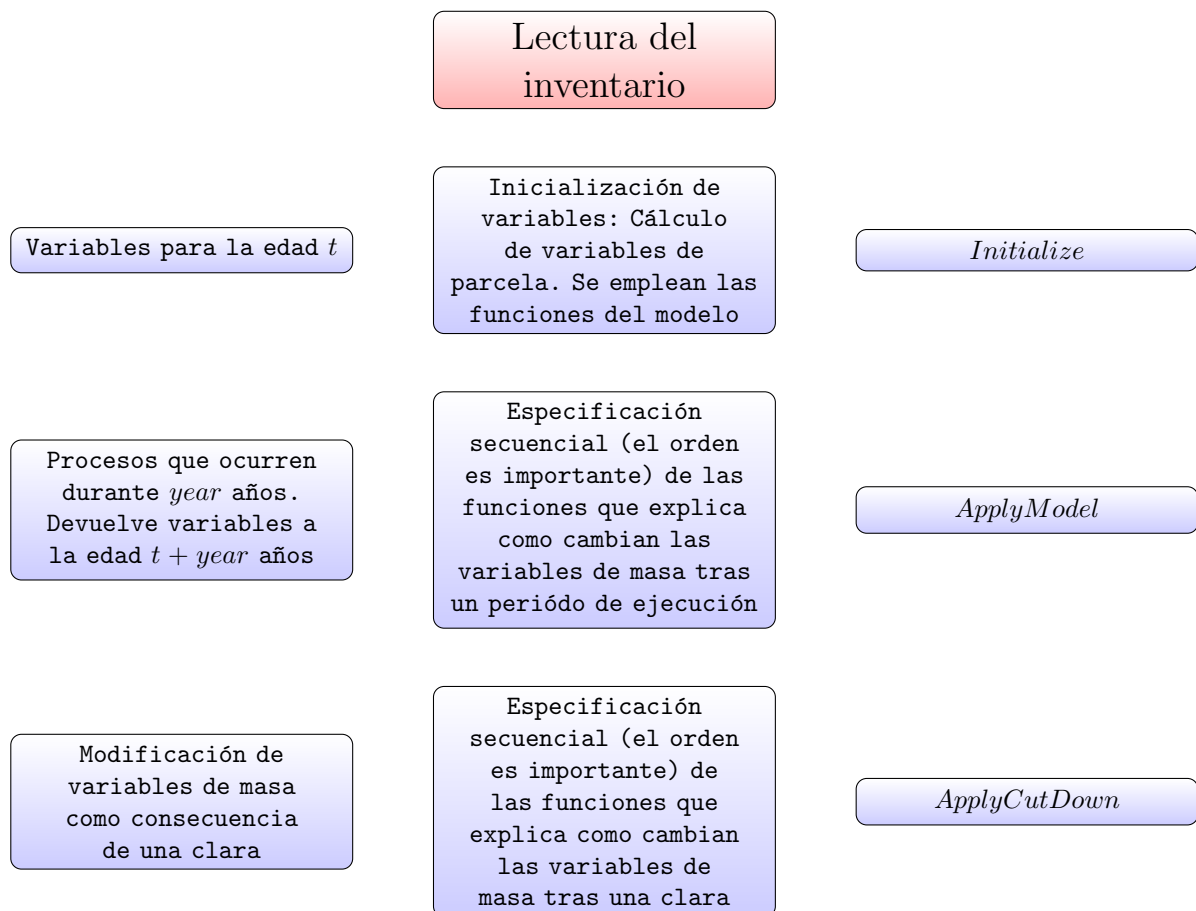 Lectura del
inventario
Variables para la edad t
Inicialización de
variables: Cálculo
de variables de
parcela. Se emplean las
funciones del modelo
Initialize
Procesos que ocurren
durante year años.
Devuelve variables a
la edad t + year años
Especificación
secuencial (el orden
es importante) de las
funciones que explica
como cambian las
variables de masa tras
un periódo de ejecución
ApplyModel
Modificación de
variables de masa
como consecuencia
de una clara
Especificación
secuencial (el orden
es importante) de
las funciones que
explica como cambian
las variables de
masa tras una clara
ApplyCutDown